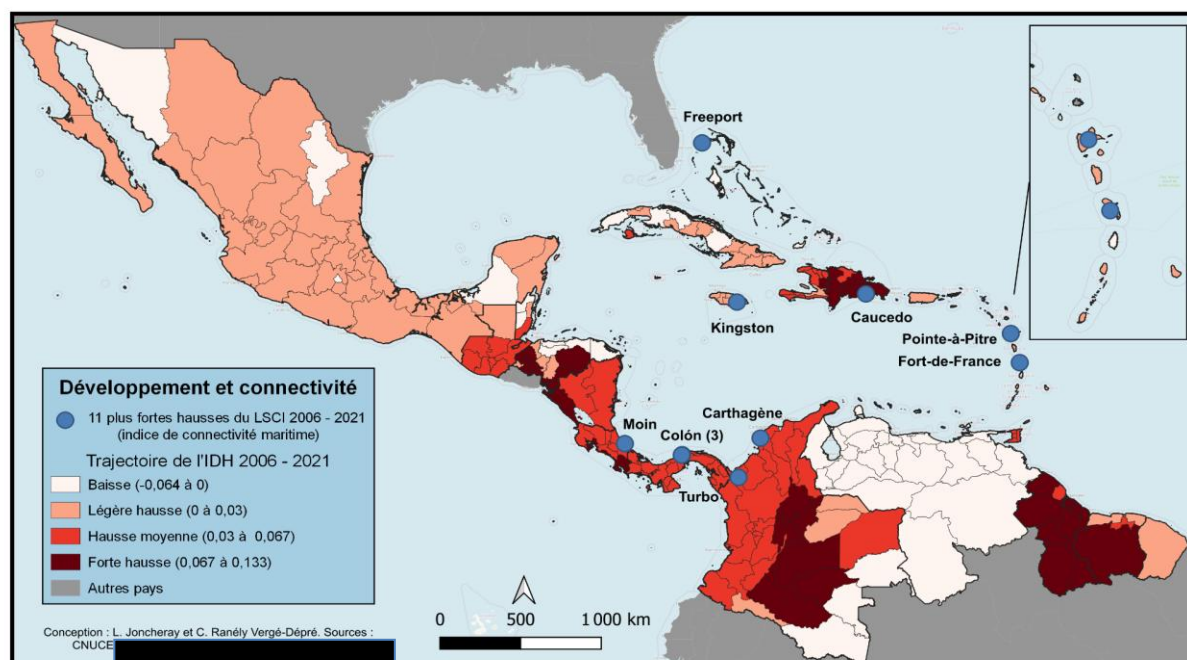 Freeport
Kingston
Caucedo
Pointe-à-Pitre
Fort-de-France
Carthagène
Moin
Colón (3)
Turbo
Développement et connectivité
11 plus fortes hausses du LSCI 2006 - 2021
(indice de connectivité maritime)
Trajectoire de l'IDH 2006 - 2021
Baisse (-0,064 à 0)
Légère hausse (0 à 0,03)
Hausse moyenne (0,03 à 0,067)
Forte hausse (0,067 à 0,133)
Autres pays
0 500 1 000 km
Conception : L. Joncheray et C. Ranély Vergé-Dépré. Sources :
CNUCE